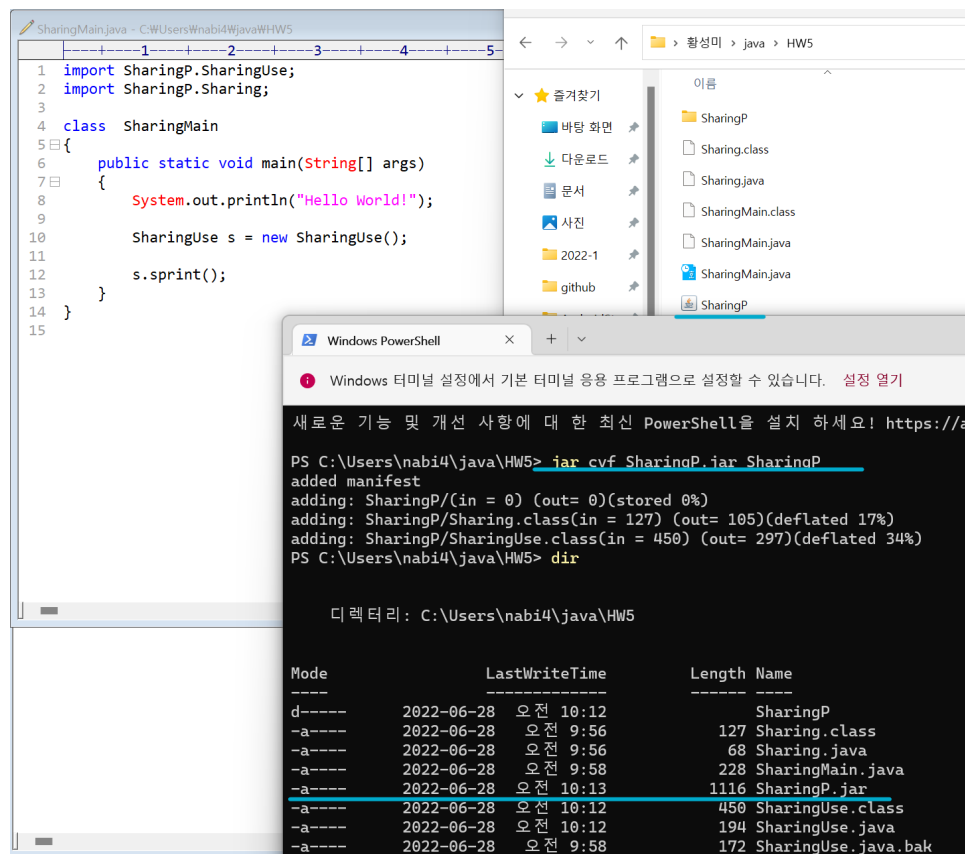 SharingMain.java - C:₩Users₩nabi4₩java₩HW5
----+----1----+----2----+----3----+----4----+----5-
1 import SharingP.SharingUse;
2 import SharingP.Sharing;
3
4 class  SharingMain
5 {
6     public static void main(String[] args)
7     {
8         System.out.println("Hello World!");
9
10         SharingUse s = new SharingUse();
11
12         s.sprint();
13     }
14 }
15
황성미 > java > HW5
즐겨찾기
바탕 화면
다운로드
문서
사진
2022-1
github
이름
SharingP
Sharing.class
Sharing.java
SharingMain.class
SharingMain.java
SharingMain.java
SharingP
Windows PowerShell
Windows 터미널 설정에서 기본 터미널 응용 프로그램으로 설정할 수 있습니다. 설정 열기
새로운 기능 및 개선 사항에 대 한 최신 PowerShell을 설치 하세요! https://a
PS C:\Users\nabi4\java\HW5> jar cvf SharingP.jar SharingP
added manifest
adding: SharingP/(in = 0) (out= 0)(stored 0%)
adding: SharingP/Sharing.class(in = 127) (out= 105)(deflated 17%)
adding: SharingP/SharingUse.class(in = 450) (out= 297)(deflated 34%)
PS C:\Users\nabi4\java\HW5> dir
디렉터리: C:\Users\nabi4\java\HW5
Mode LastWriteTime Length Name
---- ------------- ------ ----
d----- 2022-06-28 오전 10:12 SharingP
-a---- 2022-06-28 오전 9:56 127 Sharing.class
-a---- 2022-06-28 오전 9:56 68 Sharing.java
-a---- 2022-06-28 오전 9:58 228 SharingMain.java
-a---- 2022-06-28 오전 10:13 1116 SharingP.jar
-a---- 2022-06-28 오전 10:12 450 SharingUse.class
-a---- 2022-06-28 오전 10:12 194 SharingUse.java
-a---- 2022-06-28 오전 9:58 172 SharingUse.java.bak